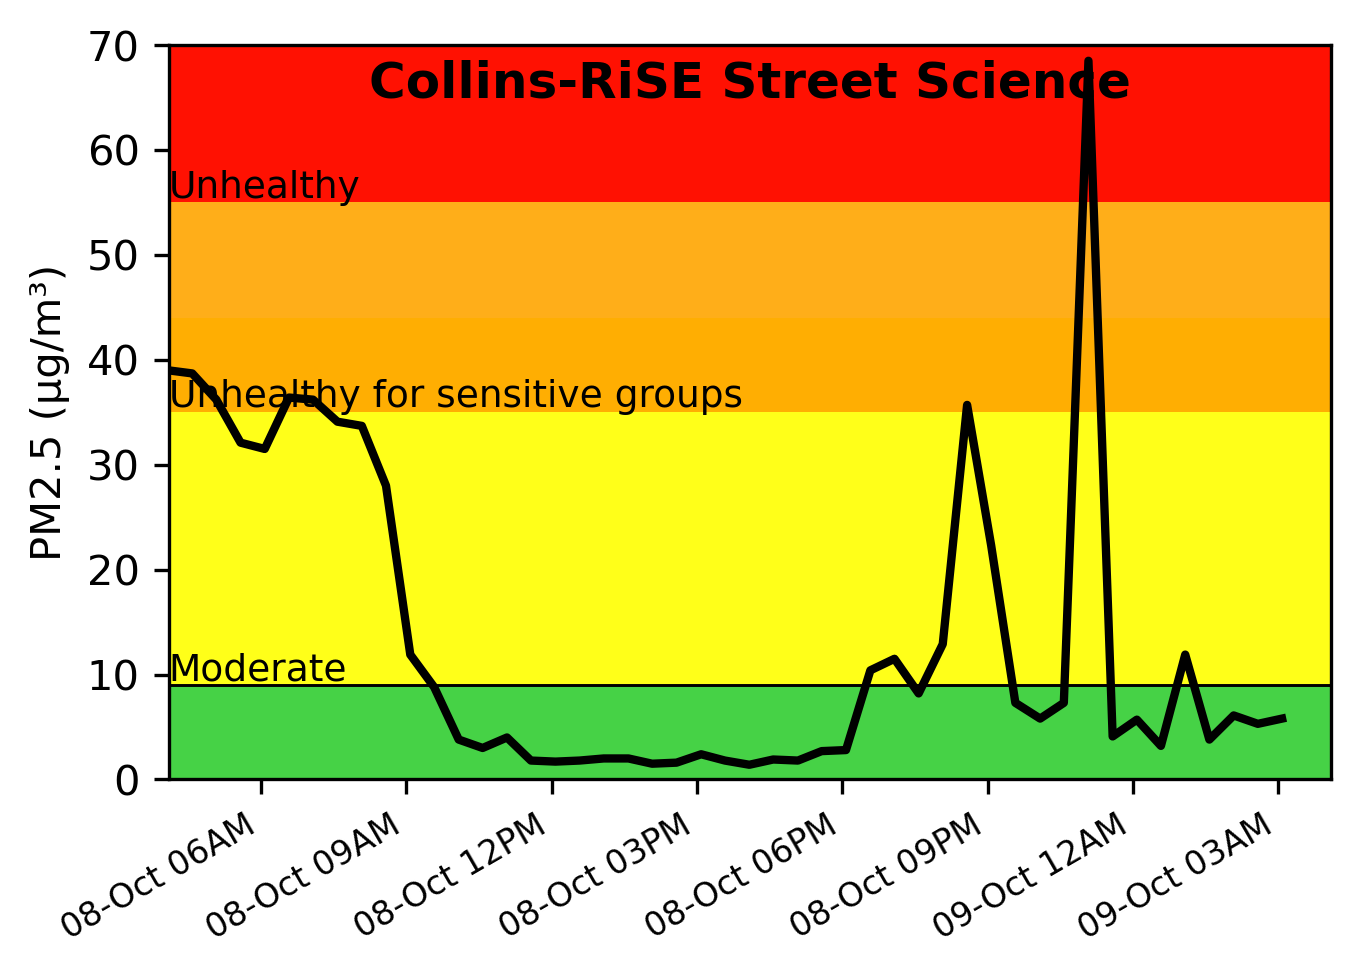 Collins-RiSE Street Science
PM2.5 (µg/m³)
70
60
50
40
30
20
10
0
Unhealthy
Unhealthy for sensitive groups
Moderate
08-Oct 06AM
08-Oct 09AM
08-Oct 12PM
08-Oct 03PM
08-Oct 06PM
08-Oct 09PM
09-Oct 12AM
09-Oct 03AM